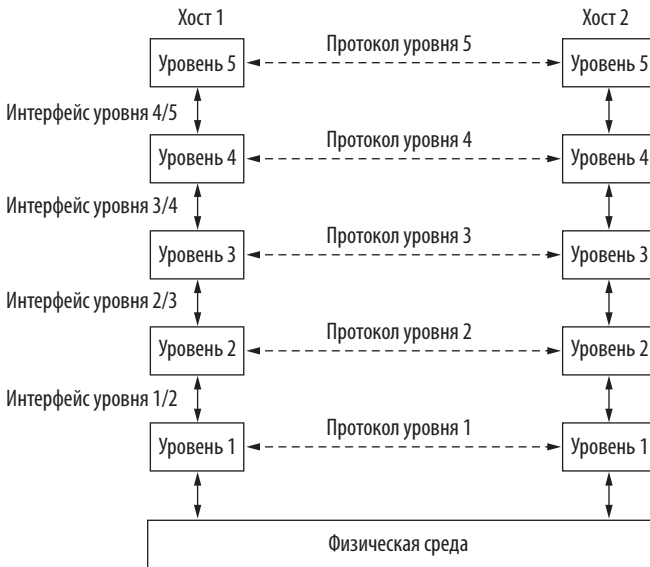 Хост 1
Хост 2
Протокол уровня 5
Уровень 5
Уровень 5
Интерфейс уровня 4/5
Протокол уровня 4
Уровень 4
Уровень 4
Интерфейс уровня 3/4
Протокол уровня 3
Уровень 3
Уровень 3
Интерфейс уровня 2/3
Протокол уровня 2
Уровень 2
Уровень 2
Интерфейс уровня 1/2
Протокол уровня 1
Уровень 1
Уровень 1
Физическая среда